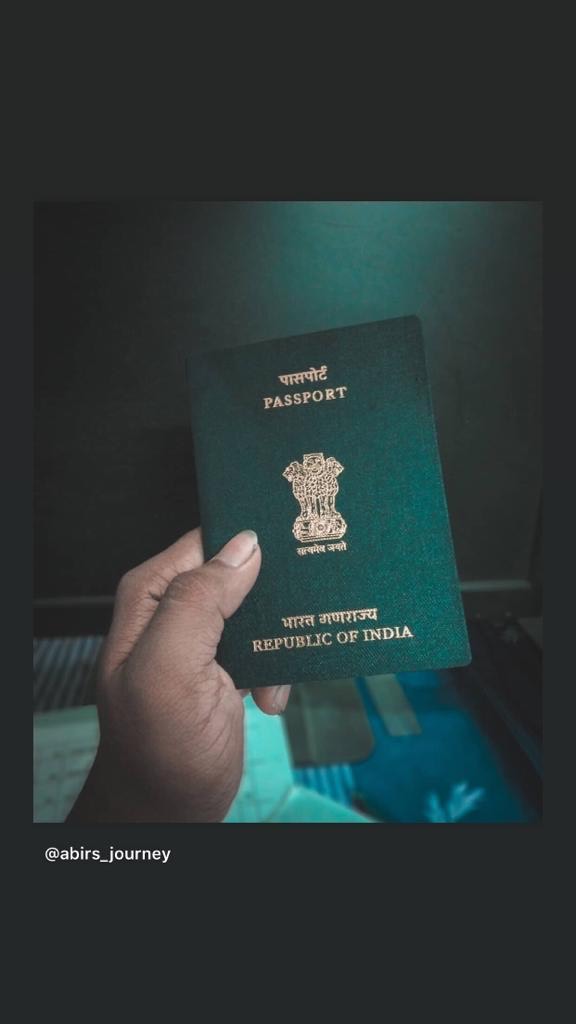 पासपोर्ट
PASSPORT
सत्यमेव जयते
भारत गणराज्य
REPUBLIC OF INDIA
@abirs_journey